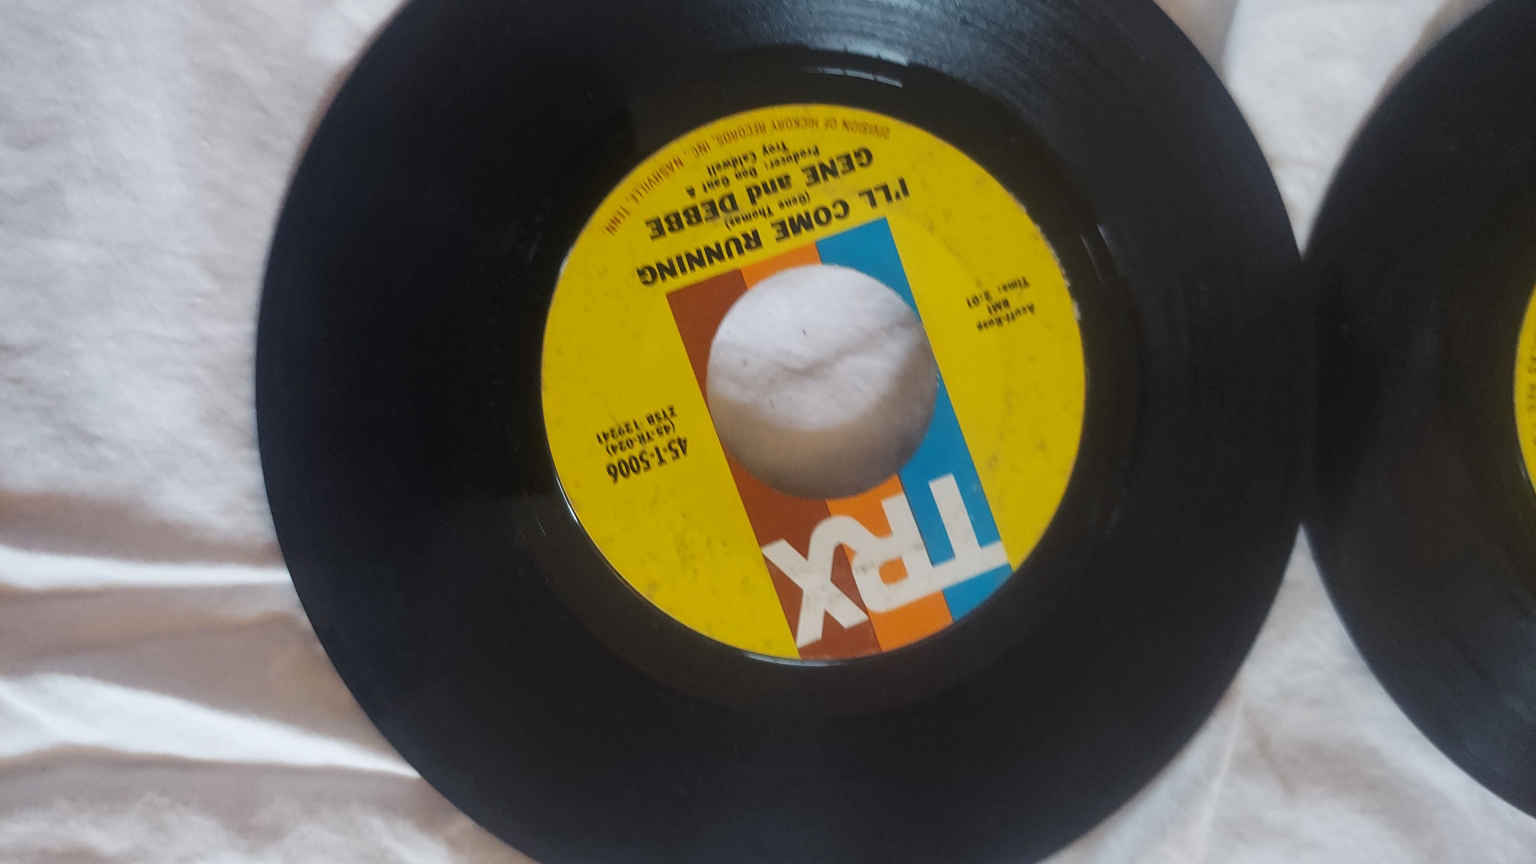 TRX
45-T-5006
(45-TR-024)
ZTSB 129241
Acuff-Rose
BMI
Time: 2:01
I'LL COME RUNNING
(Gene Thomas)
GENE and DEBBE
Producer: Don Gant &
Troy Caldwell
DIVISION OF HICKORY RECORDS, INC. NASHVILLE, TENN